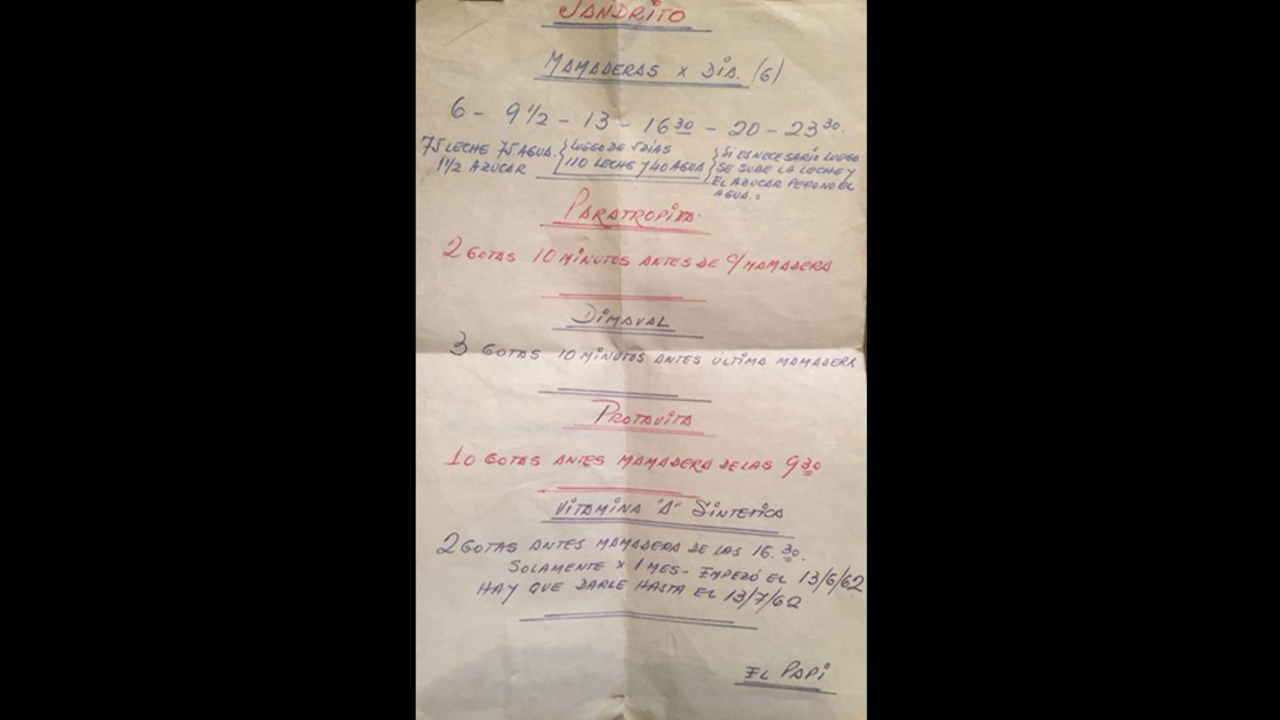 SANDRITO
MAMADERAS x DÍA. (6)
6 - 9 1/2 - 13 - 16 30 - 20 - 23 30.
75 LECHE 75 AGUA.
1 1/2 AZUCAR
LUEGO DE 5 DÍAS
110 LECHE Y 40 AGUA
SI ES NECESARIO LUEGO
SE SUBE LA LECHE Y
EL AZUCAR PERO NO EL
AGUA.=
PARATROPINA
2 GOTAS 10 MINUTOS ANTES DE C/ MAMADERA
DIMAVAL
3 GOTAS 10 MINUTOS ANTES ÚLTIMA MAMADERA
PROTAVITA
10 GOTAS ANTES MAMADERA DE LAS 9 30
VITAMINA "A" SINTETICA
2 GOTAS ANTES MAMADERA DE LAS 16. 30.
SOLAMENTE x 1 MES - EMPEZÓ EL 13/6/62
HAY QUE DARLE HASTA EL 13/7/62
EL PAPI